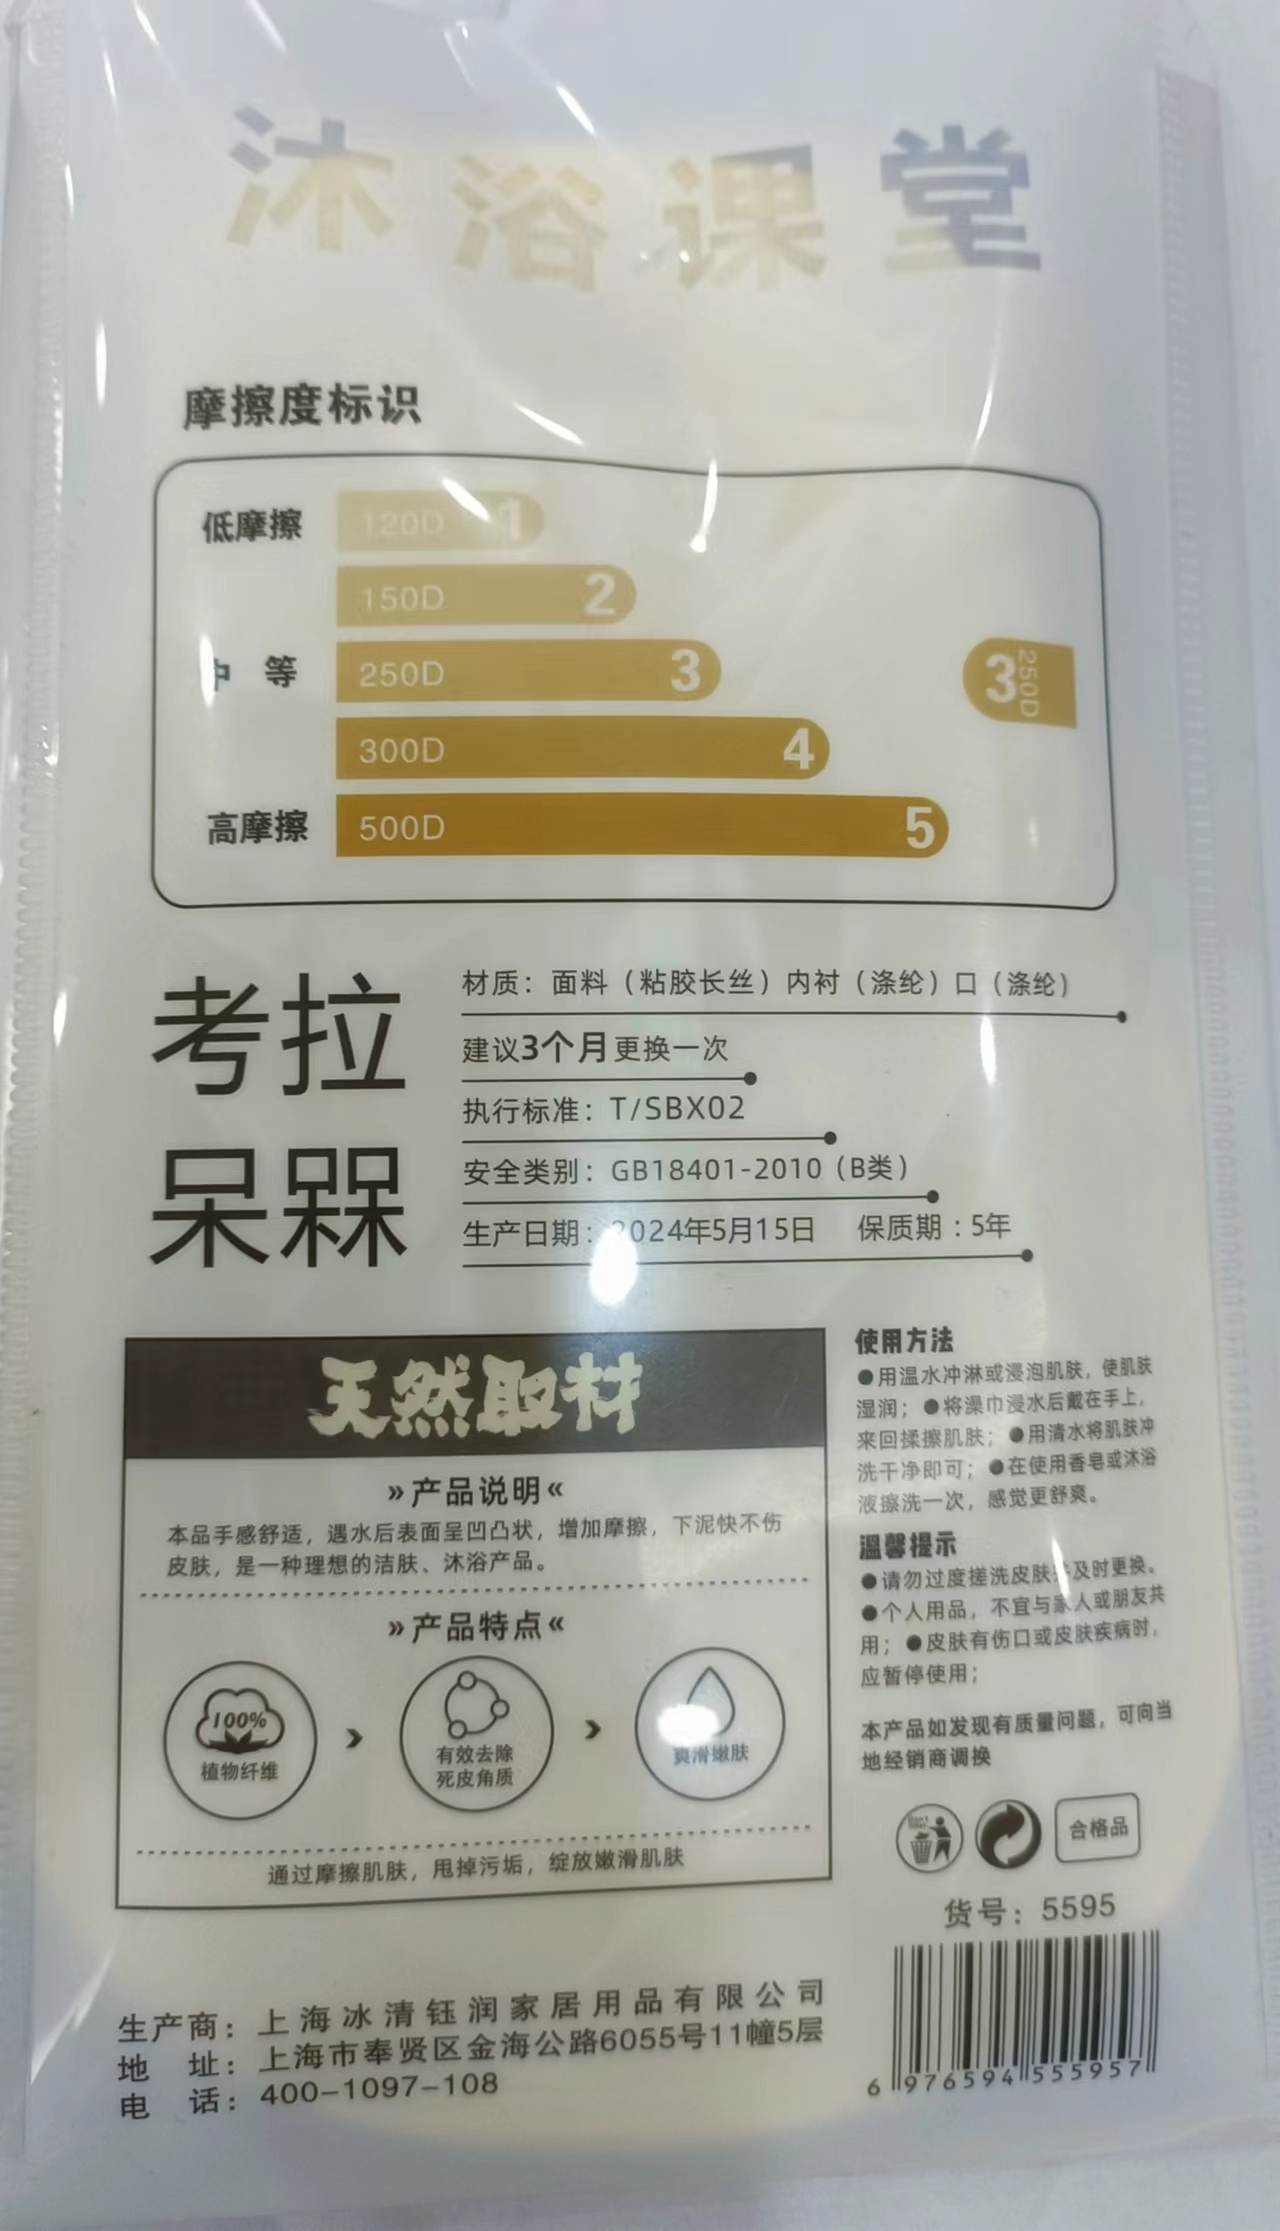 沐浴课堂
摩擦度标识
低摩擦 120D 1
150D 2
中 等 250D 3
3 250D
300D 4
高摩擦 500D 5
考拉
呆槑
材质：面料（粘胶长丝）内衬（涤纶）口（涤纶）
建议3个月更换一次
执行标准：T/SBX02
安全类别：GB18401-2010（B类）
生产日期：2024年5月15日 保质期：5年
天然取材
»产品说明«
本品手感舒适，遇水后表面呈凹凸状，增加摩擦，下泥快不伤
皮肤，是一种理想的洁肤、沐浴产品。
»产品特点«
100%
植物纤维
›
有效去除
死皮角质
›
爽滑嫩肤
通过摩擦肌肤，甩掉污垢，绽放嫩滑肌肤
使用方法
●用温水冲淋或浸泡肌肤，使肌肤
湿润；●将澡巾浸水后戴在手上，
来回揉擦肌肤；●用清水将肌肤冲
洗干净即可；●在使用香皂或沐浴
液擦洗一次，感觉更舒爽。
温馨提示
●请勿过度搓洗皮肤并及时更换。
●个人用品，不宜与家人或朋友共
用；●皮肤有伤口或皮肤疾病时，
应暂停使用；
本产品如发现有质量问题，可向当
地经销商调换
合格品
货号：5595
6 976594 555957
生产商：上海冰清钰润家居用品有限公司
地 址：上海市奉贤区金海公路6055号11幢5层
电 话：400-1097-108